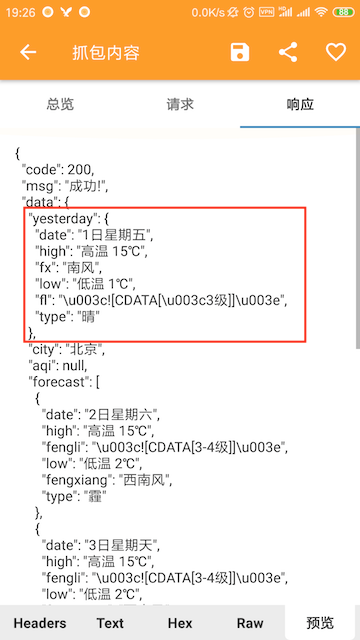 19:26 0.0K/s VPN 88
抓包内容
总览 请求 响应
{
"code": 200,
"msg": "成功!",
"data": {
"yesterday": {
"date": "1日星期五",
"high": "高温 15℃",
"fx": "南风",
"low": "低温 1℃",
"fl": "\u003c![CDATA[\u003c3级]]\u003e",
"type": "晴"
},
"city": "北京",
"aqi": null,
"forecast": [
{
"date": "2日星期六",
"high": "高温 15℃",
"fengli": "\u003c![CDATA[3-4级]]\u003e",
"low": "低温 2℃",
"fengxiang": "西南风",
"type": "霾"
},
{
"date": "3日星期天",
"high": "高温 15℃",
"fengli": "\u003c![CDATA[3-4级]]\u003e",
"low": "低温 2℃",
Headers Text Hex Raw 预览